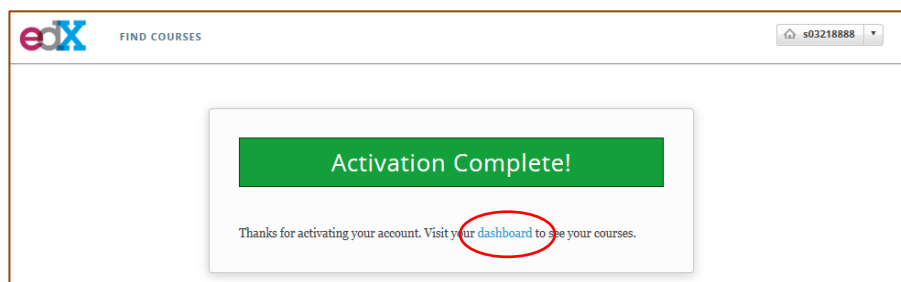 edX FIND COURSES s03218888
Activation Complete!
Thanks for activating your account. Visit your dashboard to see your courses.